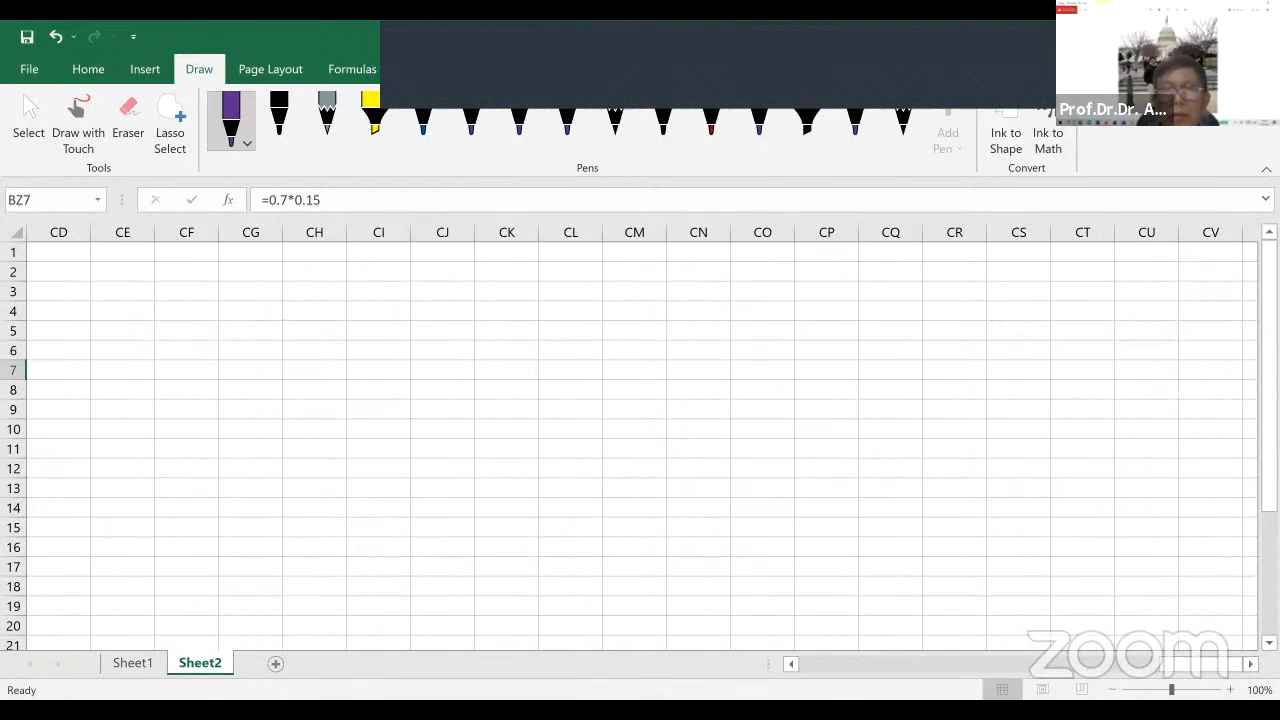 File Home Insert Draw Page Layout Formulas
Prof.Dr.Dr. A...
Select Draw with Touch Eraser Lasso Select Add Pen Ink to Shape Ink to Math
Tools Pens Convert
BZ7 fx =0.7*0.15
CD CE CF CG CH CI CJ CK CL CM CN CO CP CQ CR CS CT CU CV
1
2
3
4
5
6
7
8
9
10
11
12
13
14
15
16
17
18
19
20
21
zoom
Sheet1 Sheet2
Ready 100%